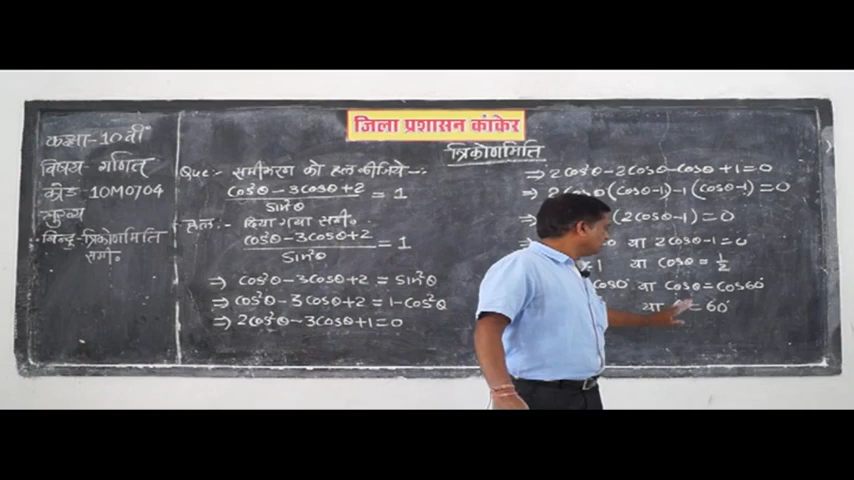 जिला प्रशासन कांकेर
त्रिकोणमिति
कक्षा-10वीं
विषय- गणित
कोड- 10M0704
मुख्य
बिन्दु- त्रिकोणमिति
समी०
Que:- समीकरण को हल कीजिये -:
cos²θ - 3cosθ + 2 / sin²θ = 1
हल:- दिया गया समी०
cos²θ - 3cosθ + 2 / sin²θ = 1
⇒ cos²θ - 3cosθ + 2 = sin²θ
⇒ cos²θ - 3cosθ + 2 = 1 - cos²θ
⇒ 2cos²θ - 3cosθ + 1 = 0
⇒ 2cos²θ - 2cosθ - cosθ + 1 = 0
⇒ 2cosθ (cosθ - 1) - 1 (cosθ - 1) = 0
(2cosθ - 1) = 0
या 2cosθ - 1 = 0
1 या cosθ = 1/2
cos0° या cosθ = cos60°
या = 60°